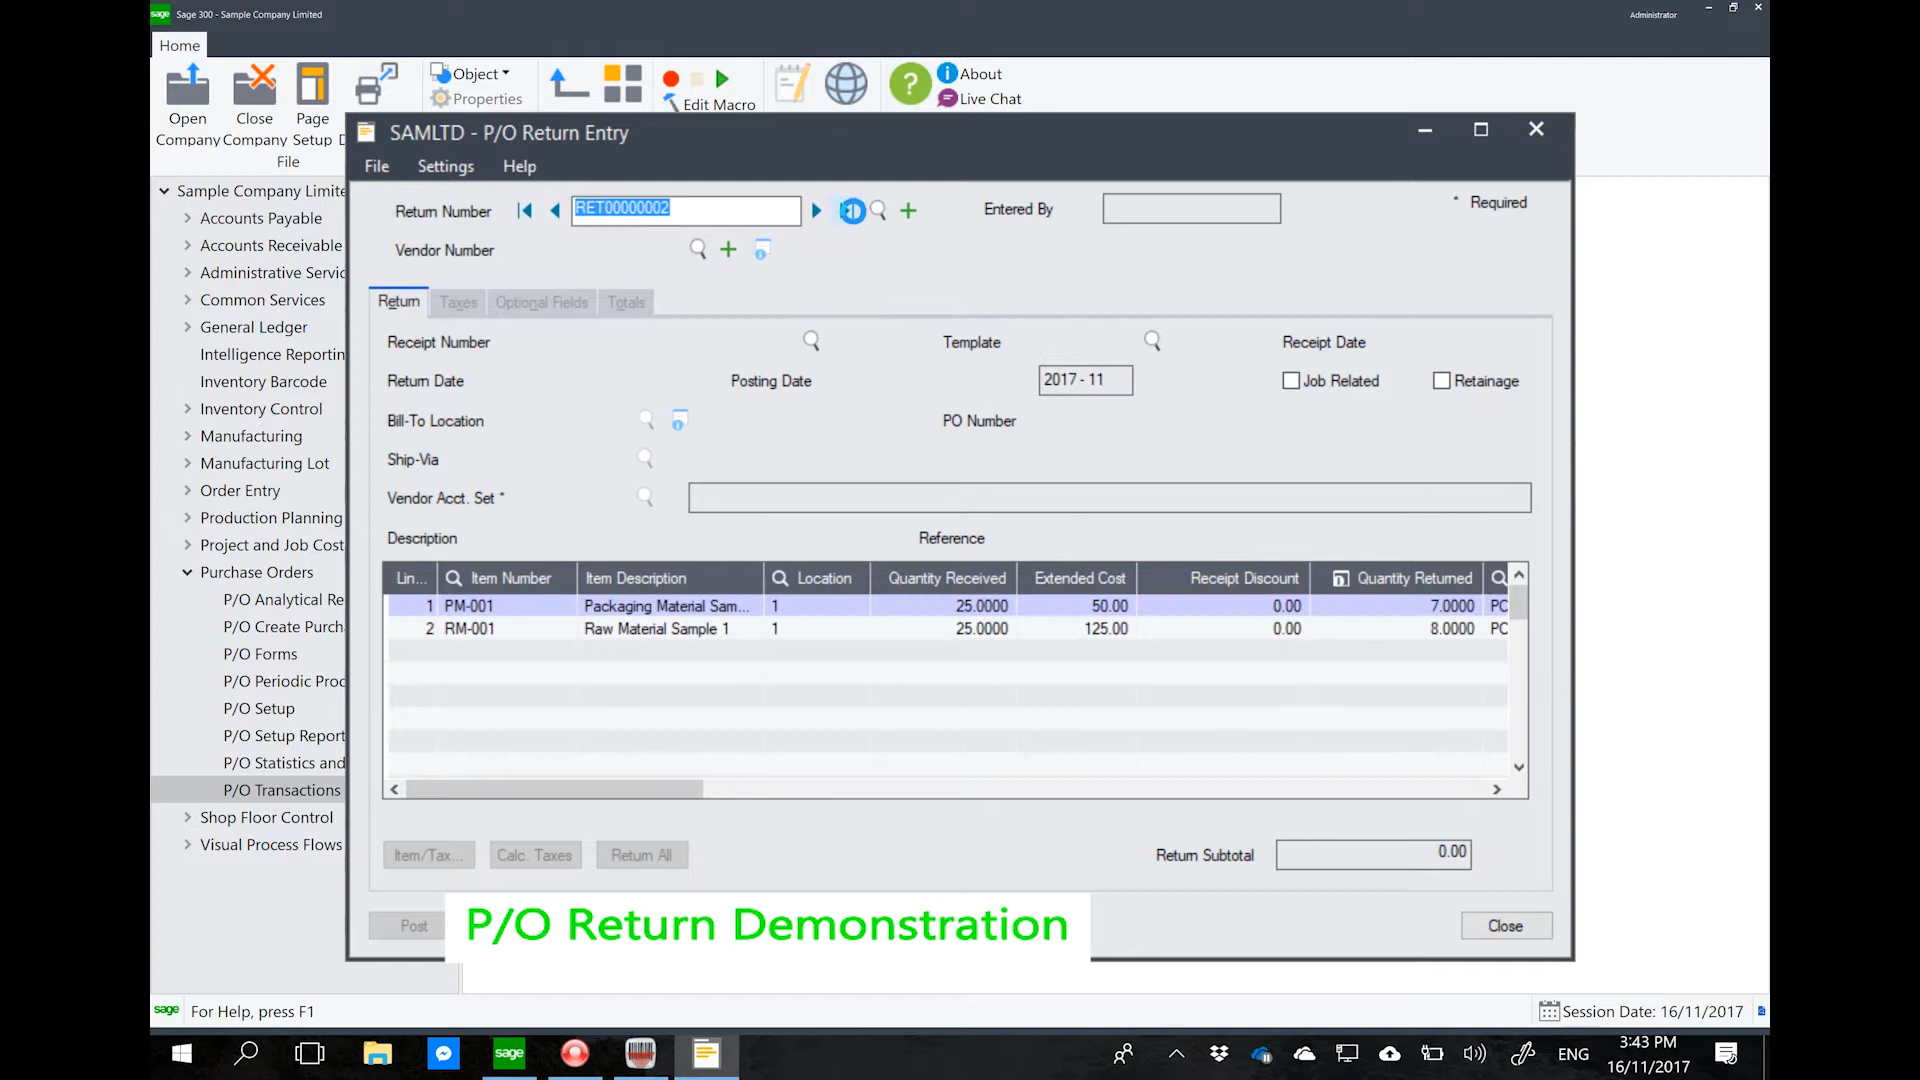 sage Sage 300 - Sample Company Limited
Administrator
Home
Open Company
Close Company
Page Setup
File
Object
Properties
Edit Macro
About
Live Chat
SAMLTD - P/O Return Entry
File Settings Help
Return Number RET00000002 Entered By * Required
Vendor Number
Return Taxes Optional Fields Totals
Receipt Number Template Receipt Date
Return Date Posting Date 2017 - 11 Job Related Retainage
Bill-To Location PO Number
Ship-Via
Vendor Acct. Set *
Description Reference
Lin... Item Number Item Description Location Quantity Received Extended Cost Receipt Discount Quantity Returned
1 PM-001 Packaging Material Sam... 1 25.0000 50.00 0.00 7.0000 PC
2 RM-001 Raw Material Sample 1 1 25.0000 125.00 0.00 8.0000 PC
Item/Tax... Calc. Taxes Return All Return Subtotal 0.00
Post Close
P/O Return Demonstration
Sample Company Limite
Accounts Payable
Accounts Receivable
Administrative Servic
Common Services
General Ledger
Intelligence Reportin
Inventory Barcode
Inventory Control
Manufacturing
Manufacturing Lot
Order Entry
Production Planning
Project and Job Cost
Purchase Orders
P/O Analytical Re
P/O Create Purch
P/O Forms
P/O Periodic Proc
P/O Setup
P/O Setup Report
P/O Statistics and
P/O Transactions
Shop Floor Control
Visual Process Flows
sage For Help, press F1 Session Date: 16/11/2017
sage ENG 3:43 PM
16/11/2017